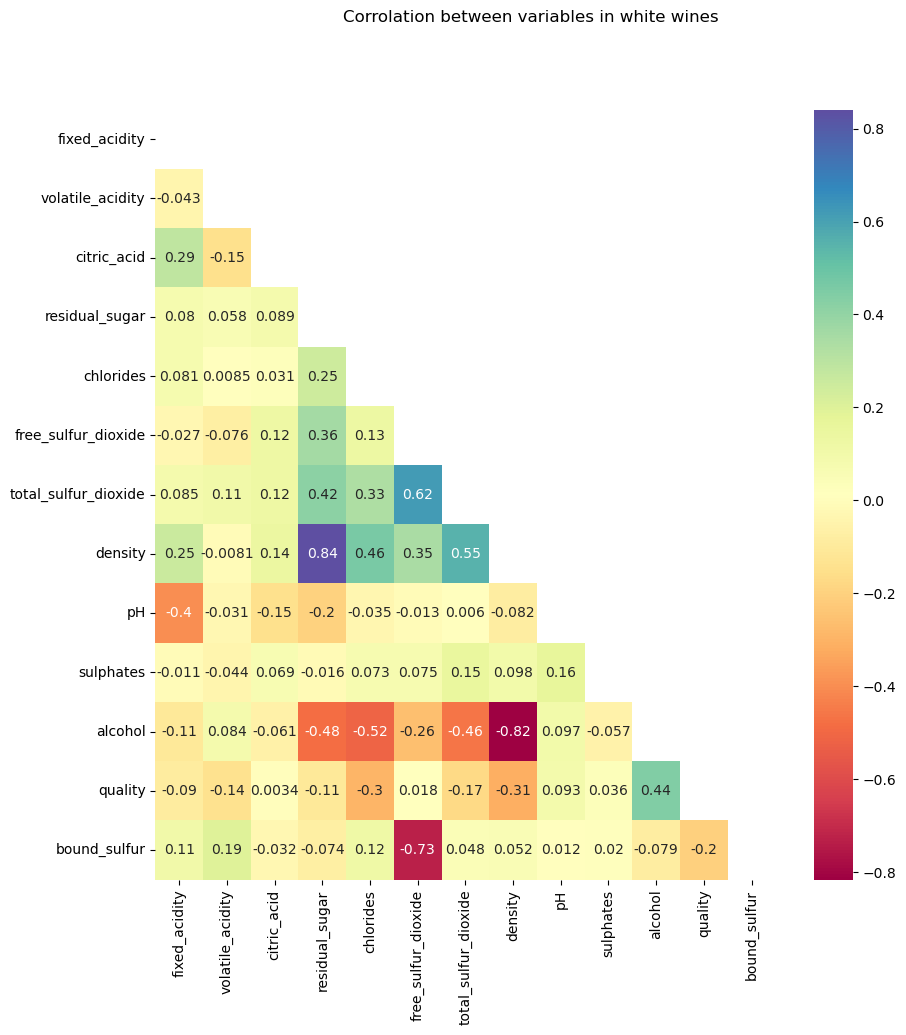 Corrolation between variables in white wines
fixed_acidity
0.8
volatile_acidity -0.043
citric_acid 0.29 -0.15
0.6
residual_sugar 0.08 0.058 0.089
0.4
chlorides 0.081 0.0085 0.031 0.25
free_sulfur_dioxide -0.027 -0.076 0.12 0.36 0.13
0.2
total_sulfur_dioxide 0.085 0.11 0.12 0.42 0.33 0.62
0.0
density 0.25 -0.0081 0.14 0.84 0.46 0.35 0.55
pH -0.4 -0.031 -0.15 -0.2 -0.035 -0.013 0.006 -0.082
−0.2
sulphates -0.011 -0.044 0.069 -0.016 0.073 0.075 0.15 0.098 0.16
−0.4
alcohol -0.11 0.084 -0.061 -0.48 -0.52 -0.26 -0.46 -0.82 0.097 -0.057
−0.6
quality -0.09 -0.14 0.0034 -0.11 -0.3 0.018 -0.17 -0.31 0.093 0.036 0.44
bound_sulfur 0.11 0.19 -0.032 -0.074 0.12 -0.73 0.048 0.052 0.012 0.02 -0.079 -0.2
−0.8
fixed_acidity
volatile_acidity
citric_acid
residual_sugar
chlorides
free_sulfur_dioxide
total_sulfur_dioxide
density
pH
sulphates
alcohol
quality
bound_sulfur